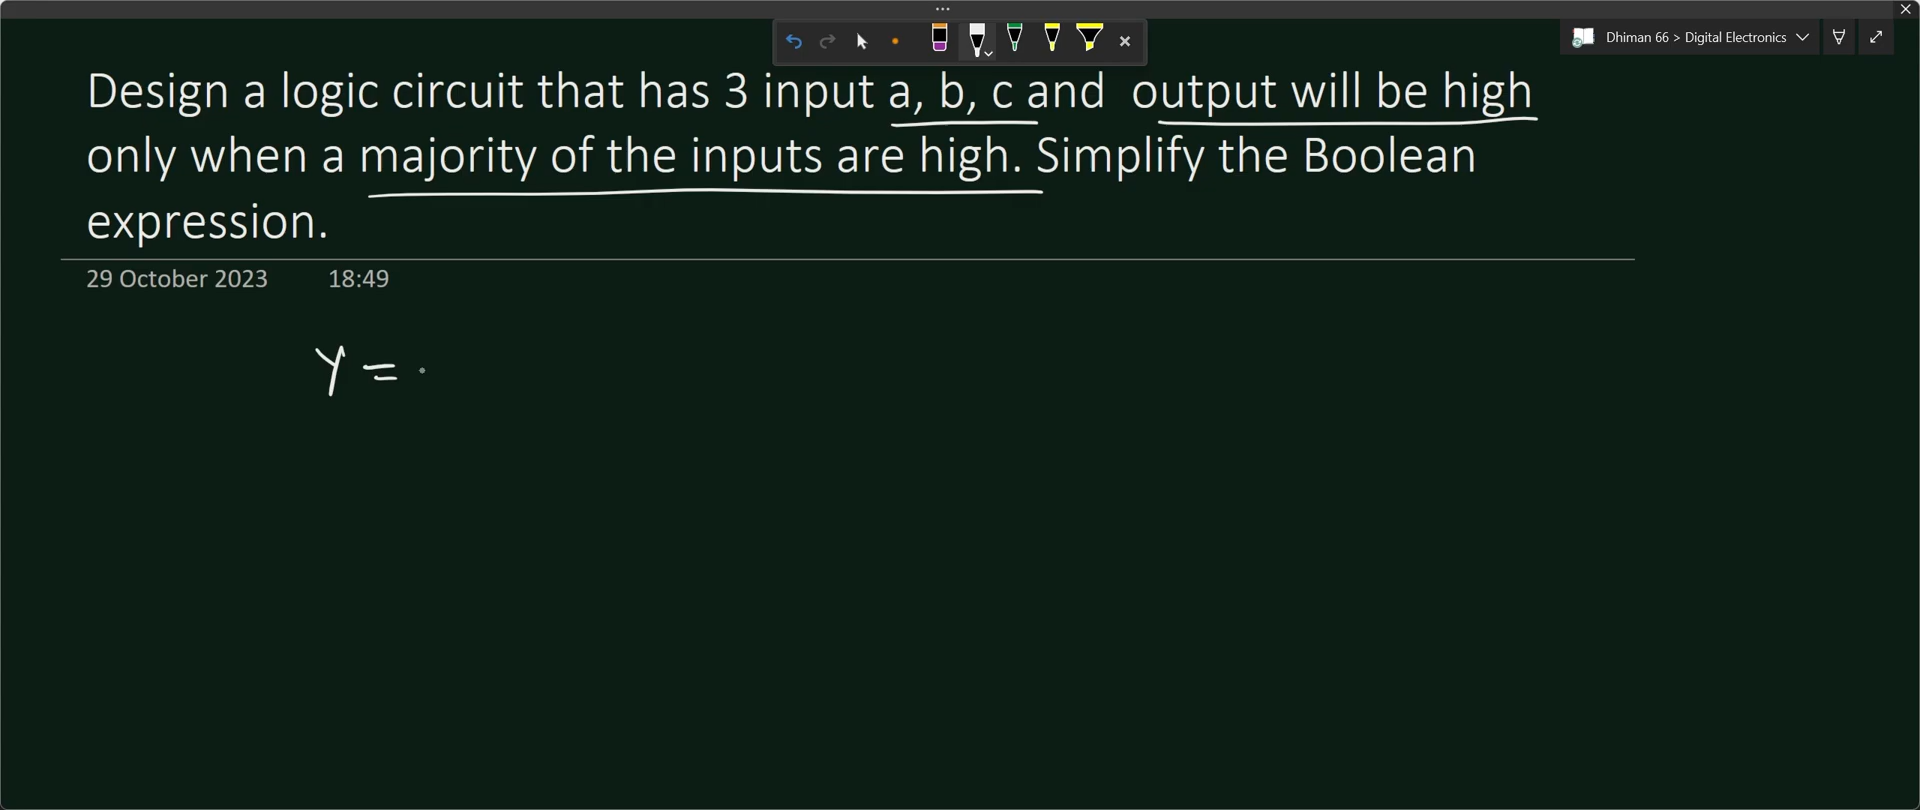 Dhiman 66 > Digital Electronics
Design a logic circuit that has 3 input a, b, c and output will be high
only when a majority of the inputs are high. Simplify the Boolean
expression.
29 October 2023 18:49
Y =